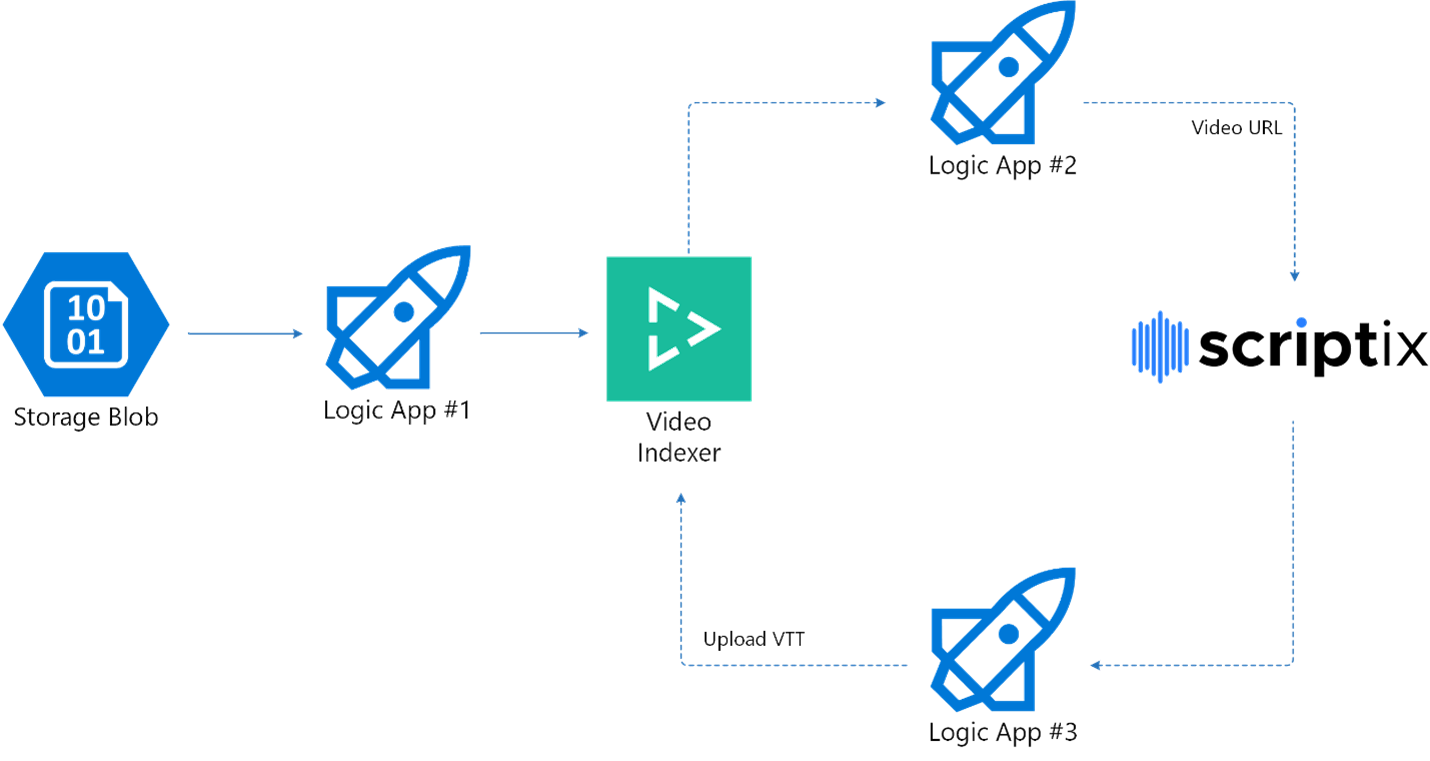 Logic App #2
Video URL
10
01
Storage Blob
Logic App #1
Video
Indexer
scriptix
Upload VTT
Logic App #3